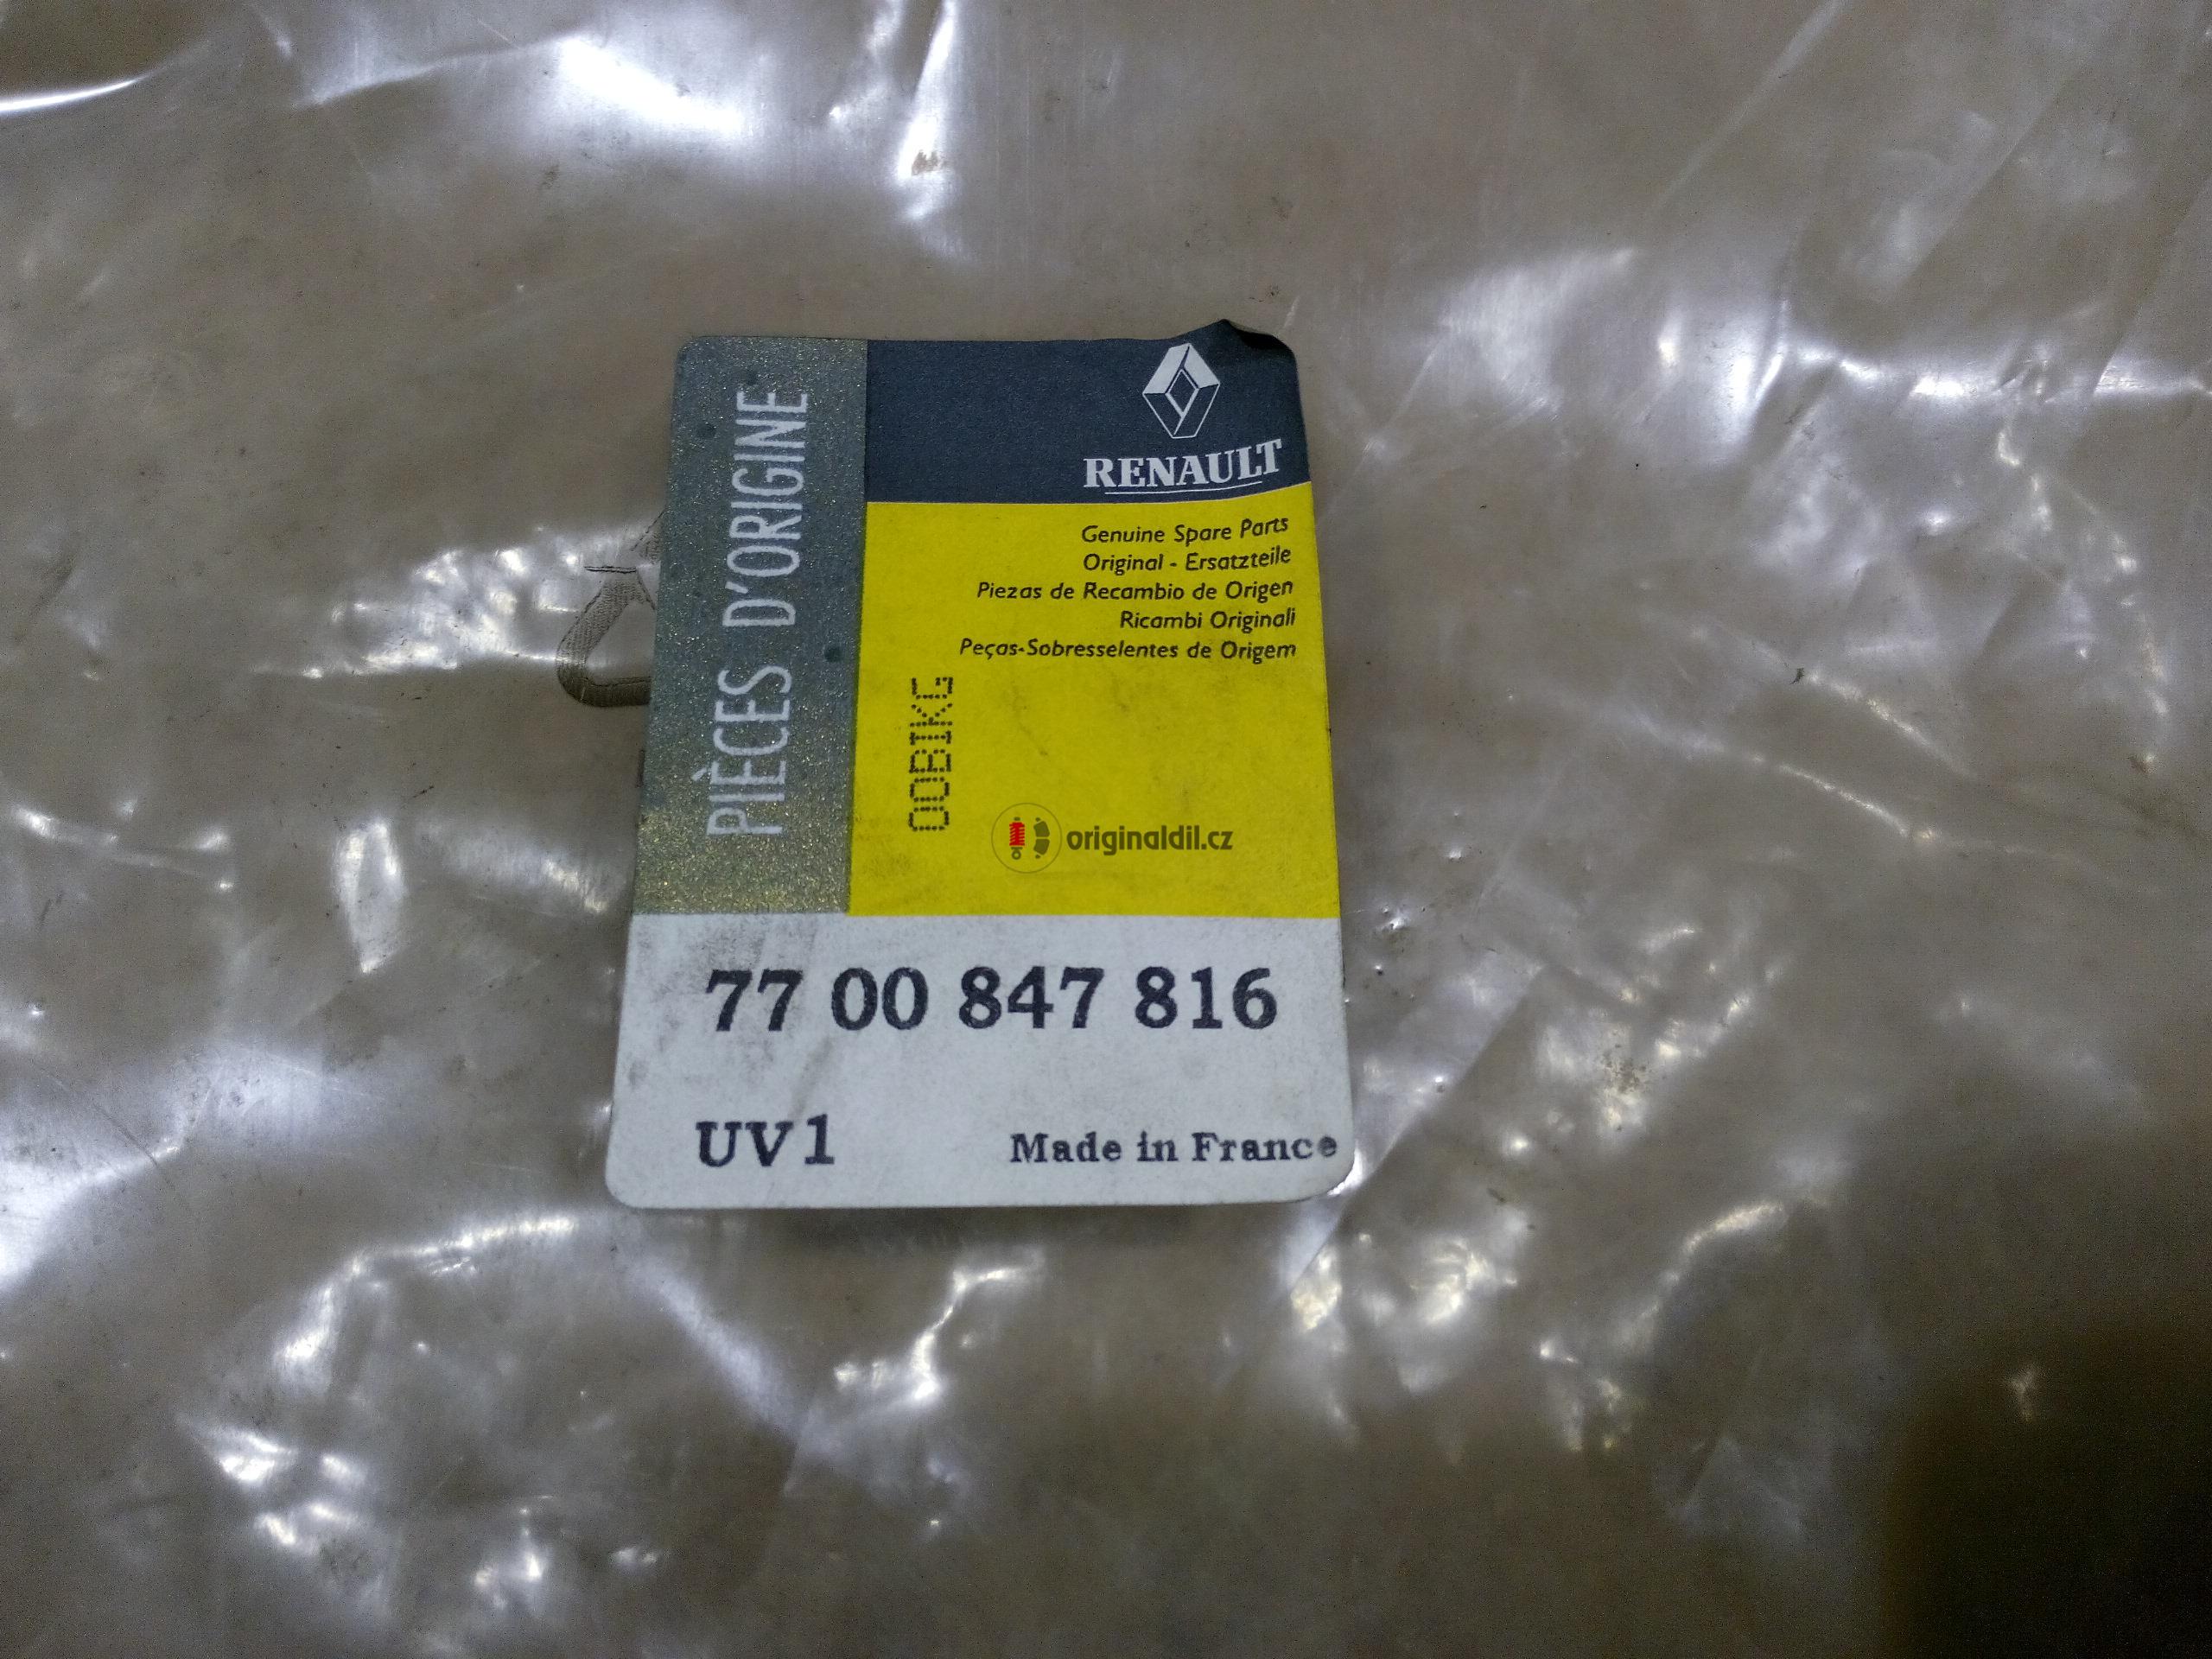 PIÈCES D'ORIGINE
RENAULT
Genuine Spare Parts
Original - Ersatzteile
Piezas de Recambio de Origen
Ricambi Originali
Peças-Sobresselentes de Origem
originaldil.cz
77 00 847 816
UV1 Made in France